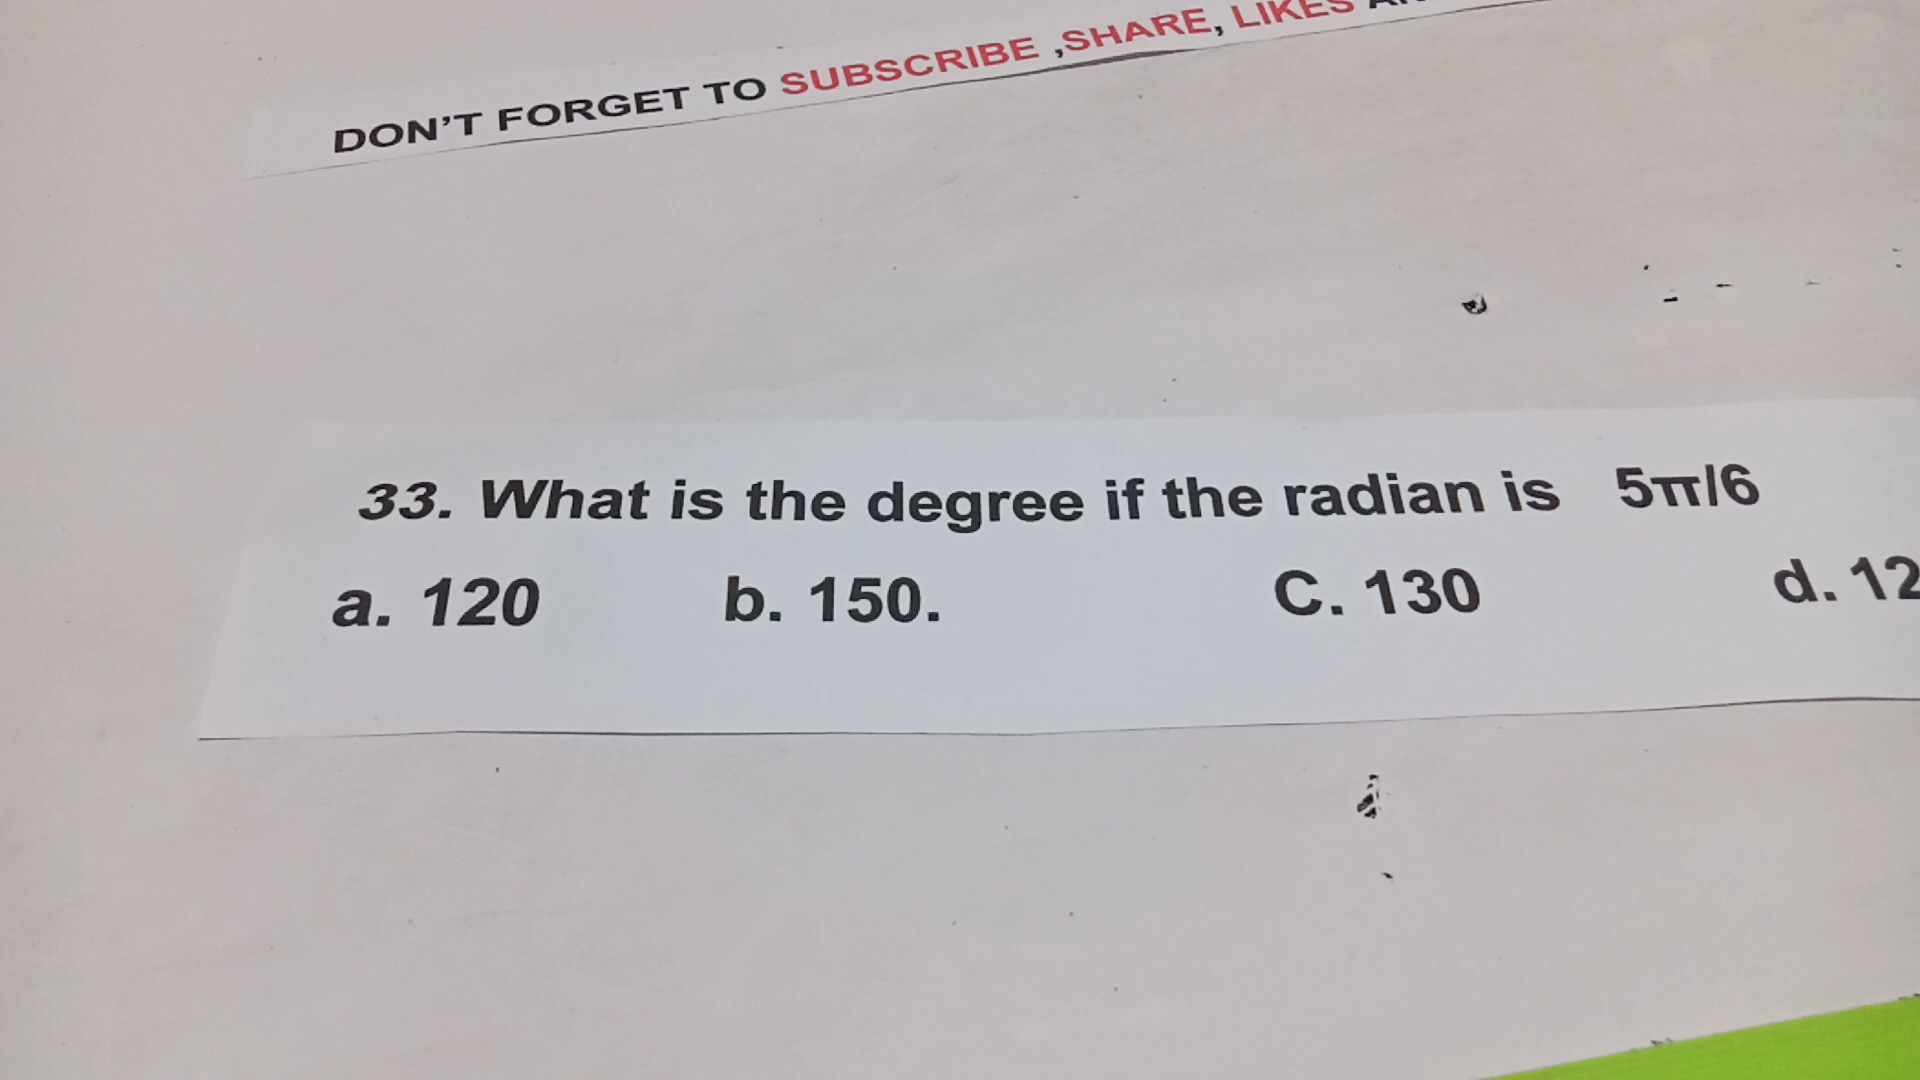 DON'T FORGET TO SUBSCRIBE ,SHARE, LIKES
33. What is the degree if the radian is 5π/6
a. 120 b. 150. C. 130 d. 12